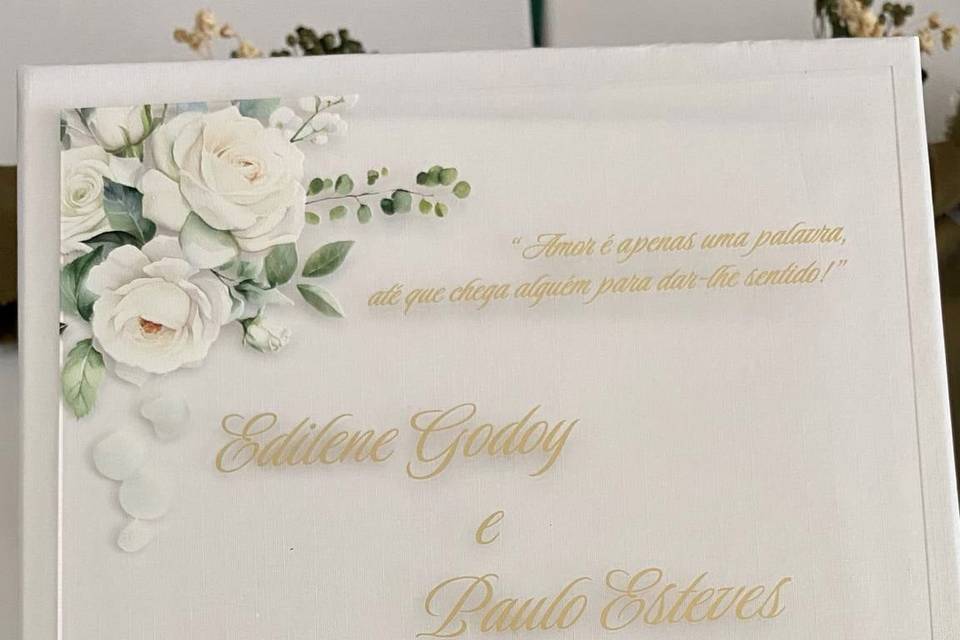 “ Amor é apenas uma palavra,
até que chega alguém para dar-lhe sentido!”
Edilene Godoy
e
Paulo Esteves